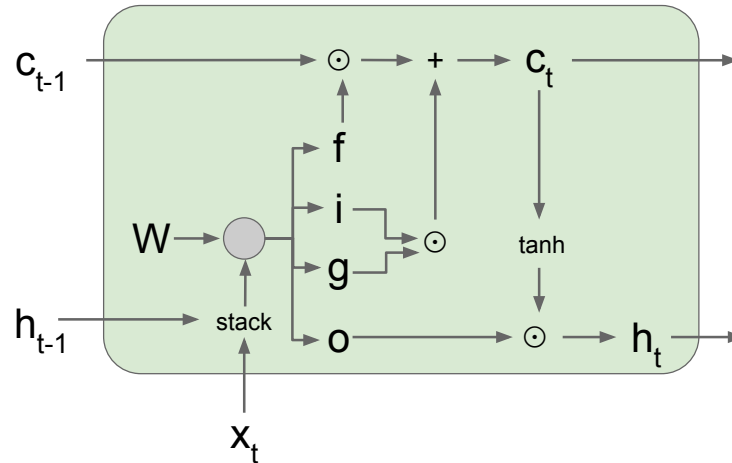 c_{t-1} ⊙ + c_t
f
i
W ⊙ tanh
g
h_{t-1} stack
o ⊙ h_t
x_t